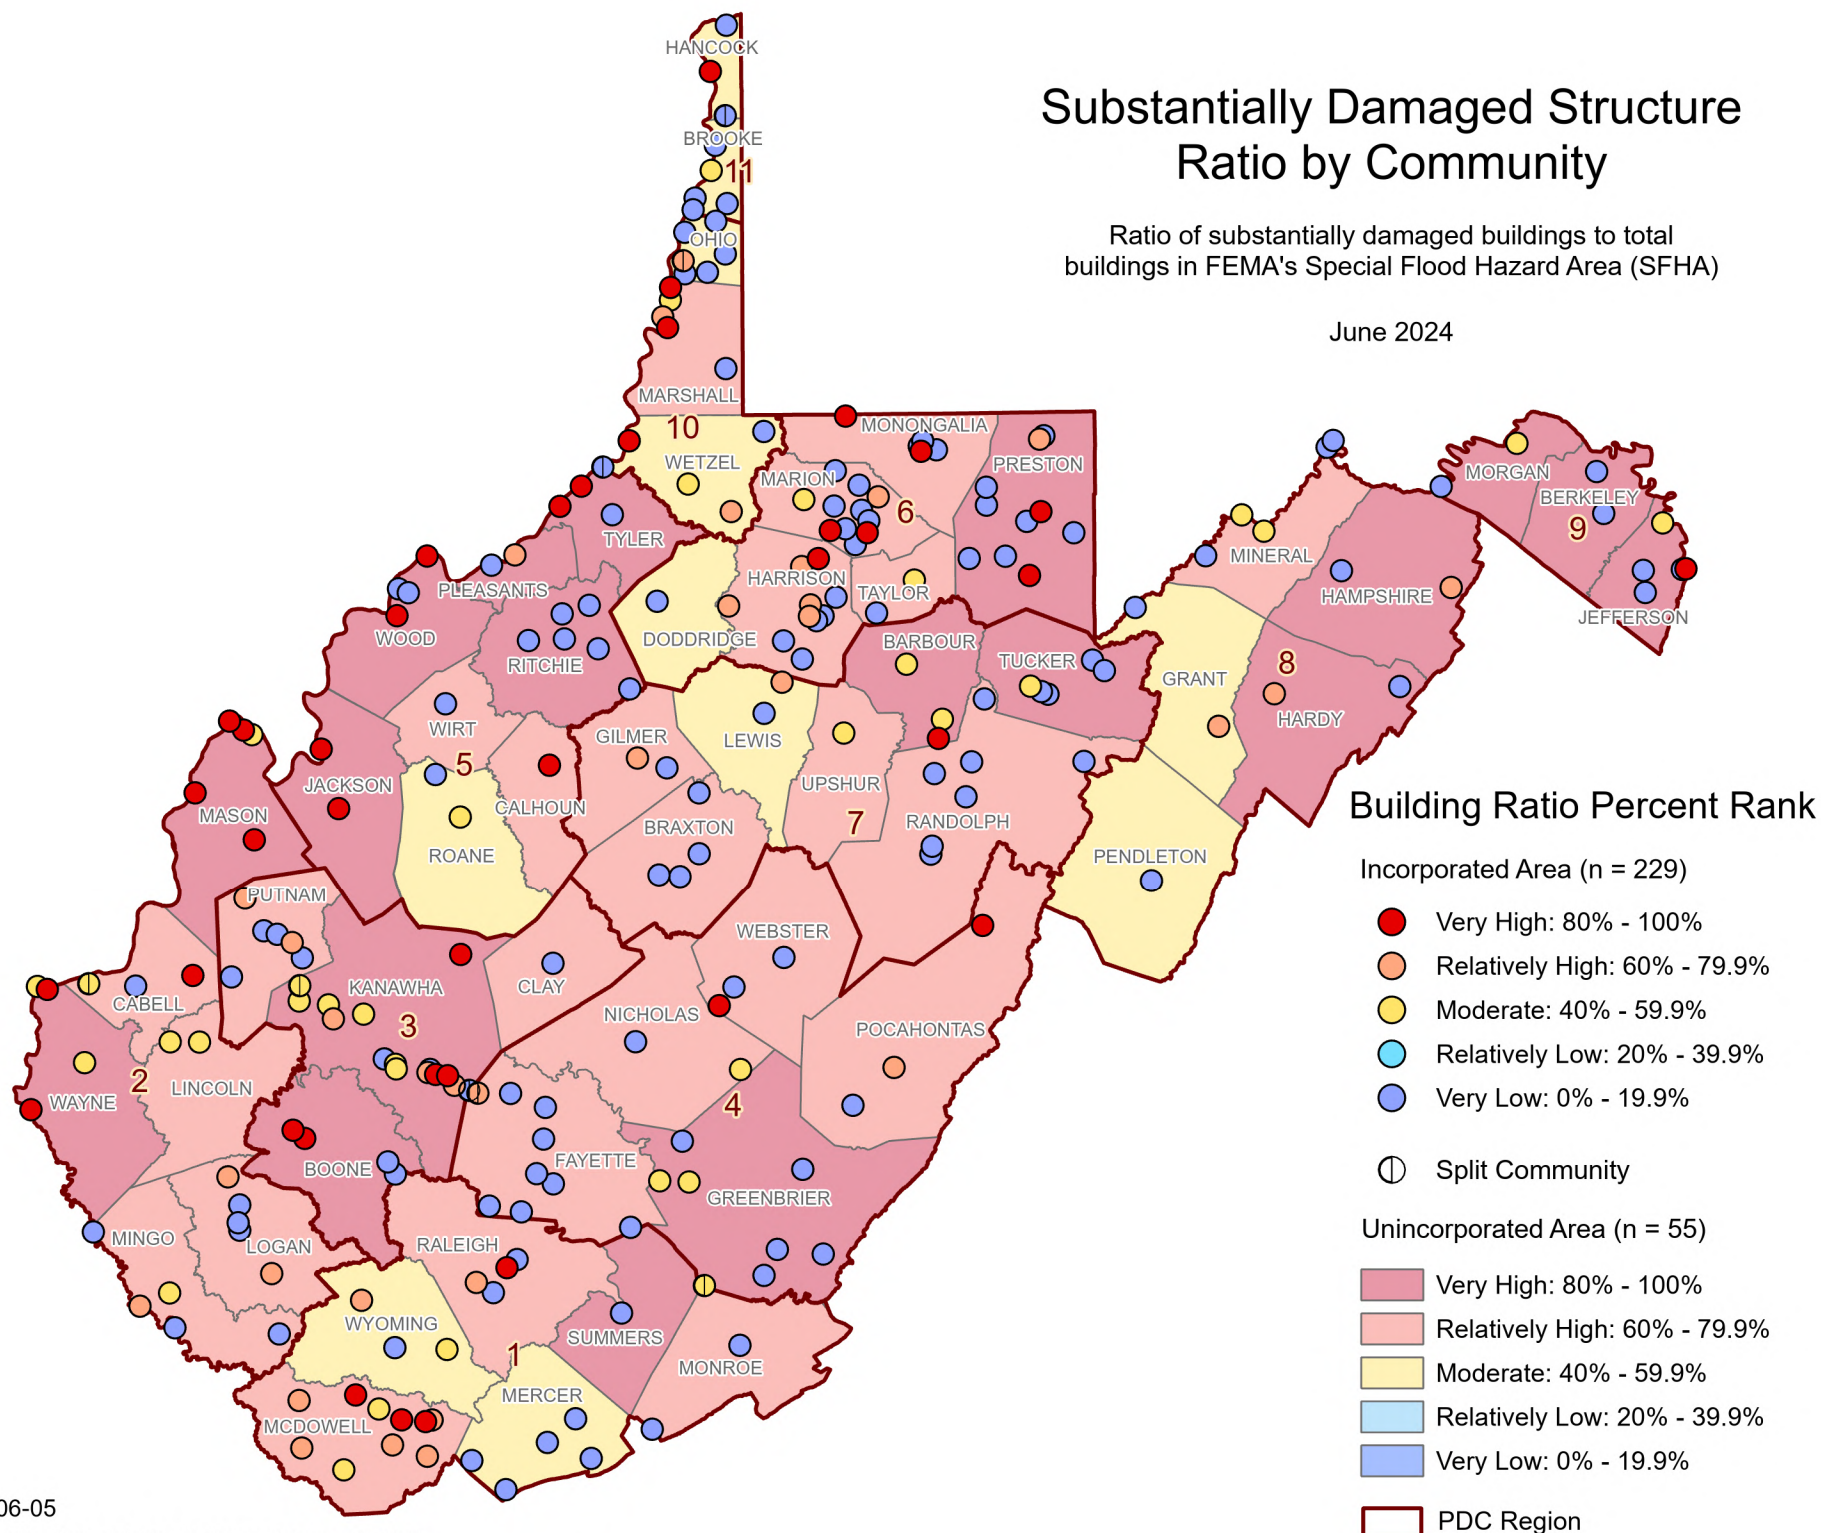 Substantially Damaged Structure
Ratio by Community
Ratio of substantially damaged buildings to total
buildings in FEMA's Special Flood Hazard Area (SFHA)
June 2024
HANCOCK
BROOKE
11
OHIO
MARSHALL
10
WETZEL
MONONGALIA
MARION
PRESTON
6
TYLER
PLEASANTS
HARRISON
TAYLOR
MORGAN
BERKELEY
9
MINERAL
HAMPSHIRE
JEFFERSON
WOOD
RITCHIE
DODDRIDGE
BARBOUR
TUCKER
8
GRANT
HARDY
WIRT
5
GILMER
LEWIS
UPSHUR
JACKSON
CALHOUN
MASON
ROANE
BRAXTON
7
RANDOLPH
PENDLETON
PUTNAM
WEBSTER
KANAWHA
CLAY
CABELL
3
NICHOLAS
POCAHONTAS
2
LINCOLN
WAYNE
4
BOONE
FAYETTE
GREENBRIER
MINGO
LOGAN
RALEIGH
WYOMING
SUMMERS
1
MONROE
MERCER
MCDOWELL
Building Ratio Percent Rank
Incorporated Area (n = 229)
Very High: 80% - 100%
Relatively High: 60% - 79.9%
Moderate: 40% - 59.9%
Relatively Low: 20% - 39.9%
Very Low: 0% - 19.9%
Split Community
Unincorporated Area (n = 55)
Very High: 80% - 100%
Relatively High: 60% - 79.9%
Moderate: 40% - 59.9%
Relatively Low: 20% - 39.9%
Very Low: 0% - 19.9%
PDC Region
06-05